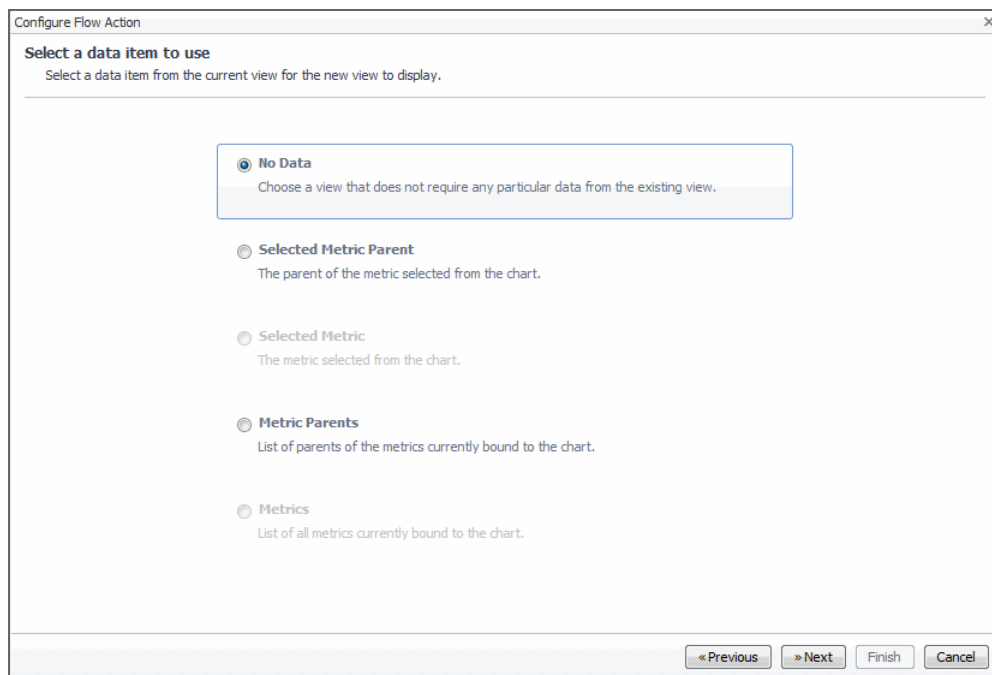 Configure Flow Action
Select a data item to use
Select a data item from the current view for the new view to display.
No Data
Choose a view that does not require any particular data from the existing view.
Selected Metric Parent
The parent of the metric selected from the chart.
Selected Metric
The metric selected from the chart.
Metric Parents
List of parents of the metrics currently bound to the chart.
Metrics
List of all metrics currently bound to the chart.
«Previous »Next Finish Cancel